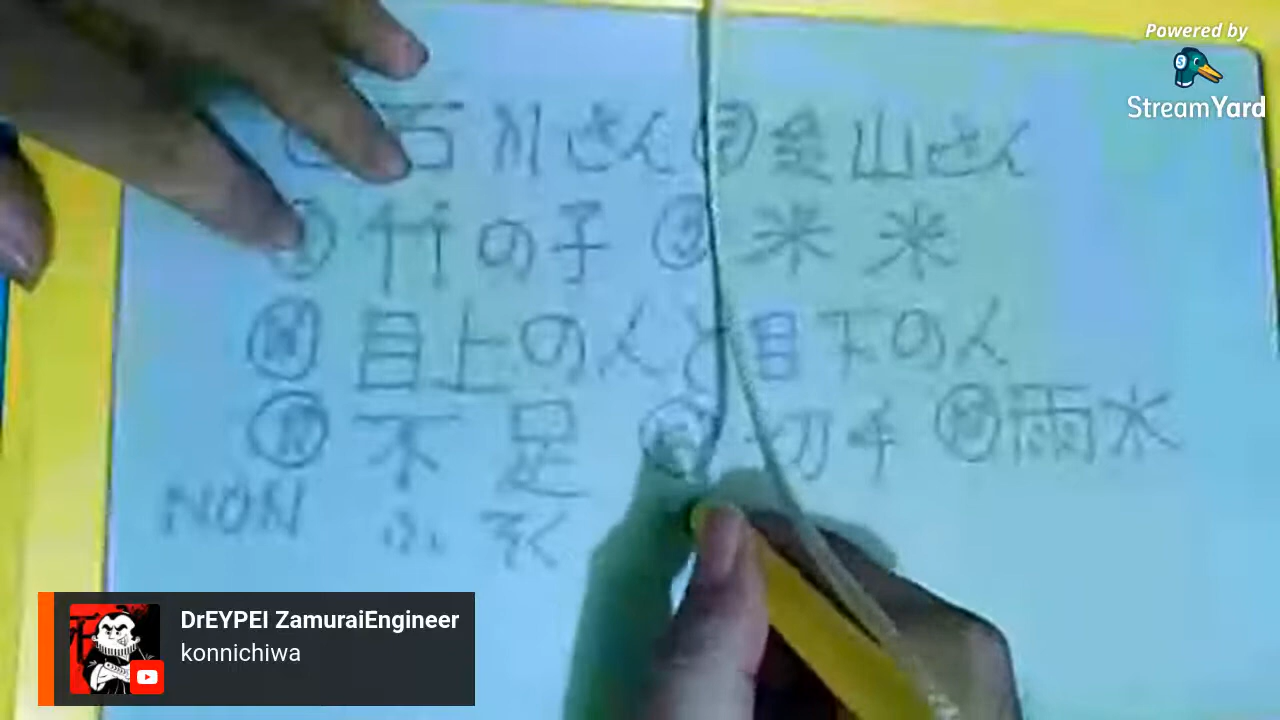 Powered by
StreamYard
石川さん 金山さん
竹の子 ② 米 米
目上の人と目下の人
不足 切手 雨水
NON ふ そく
DrEYPEI ZamuraiEngineer
konnichiwa